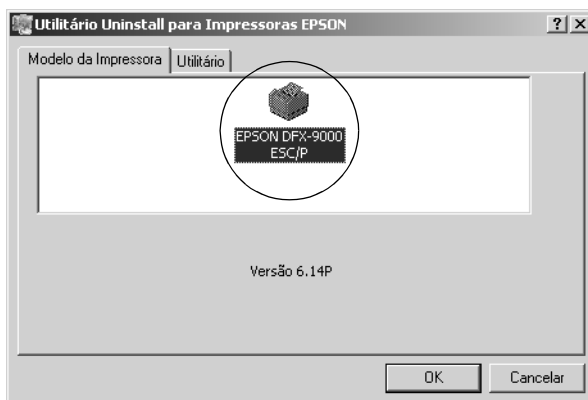 Utilitário Uninstall para Impressoras EPSON
Modelo da Impressora
Utilitário
EPSON DFX-9000
ESC/P
Versão 6.14P
OK
Cancelar